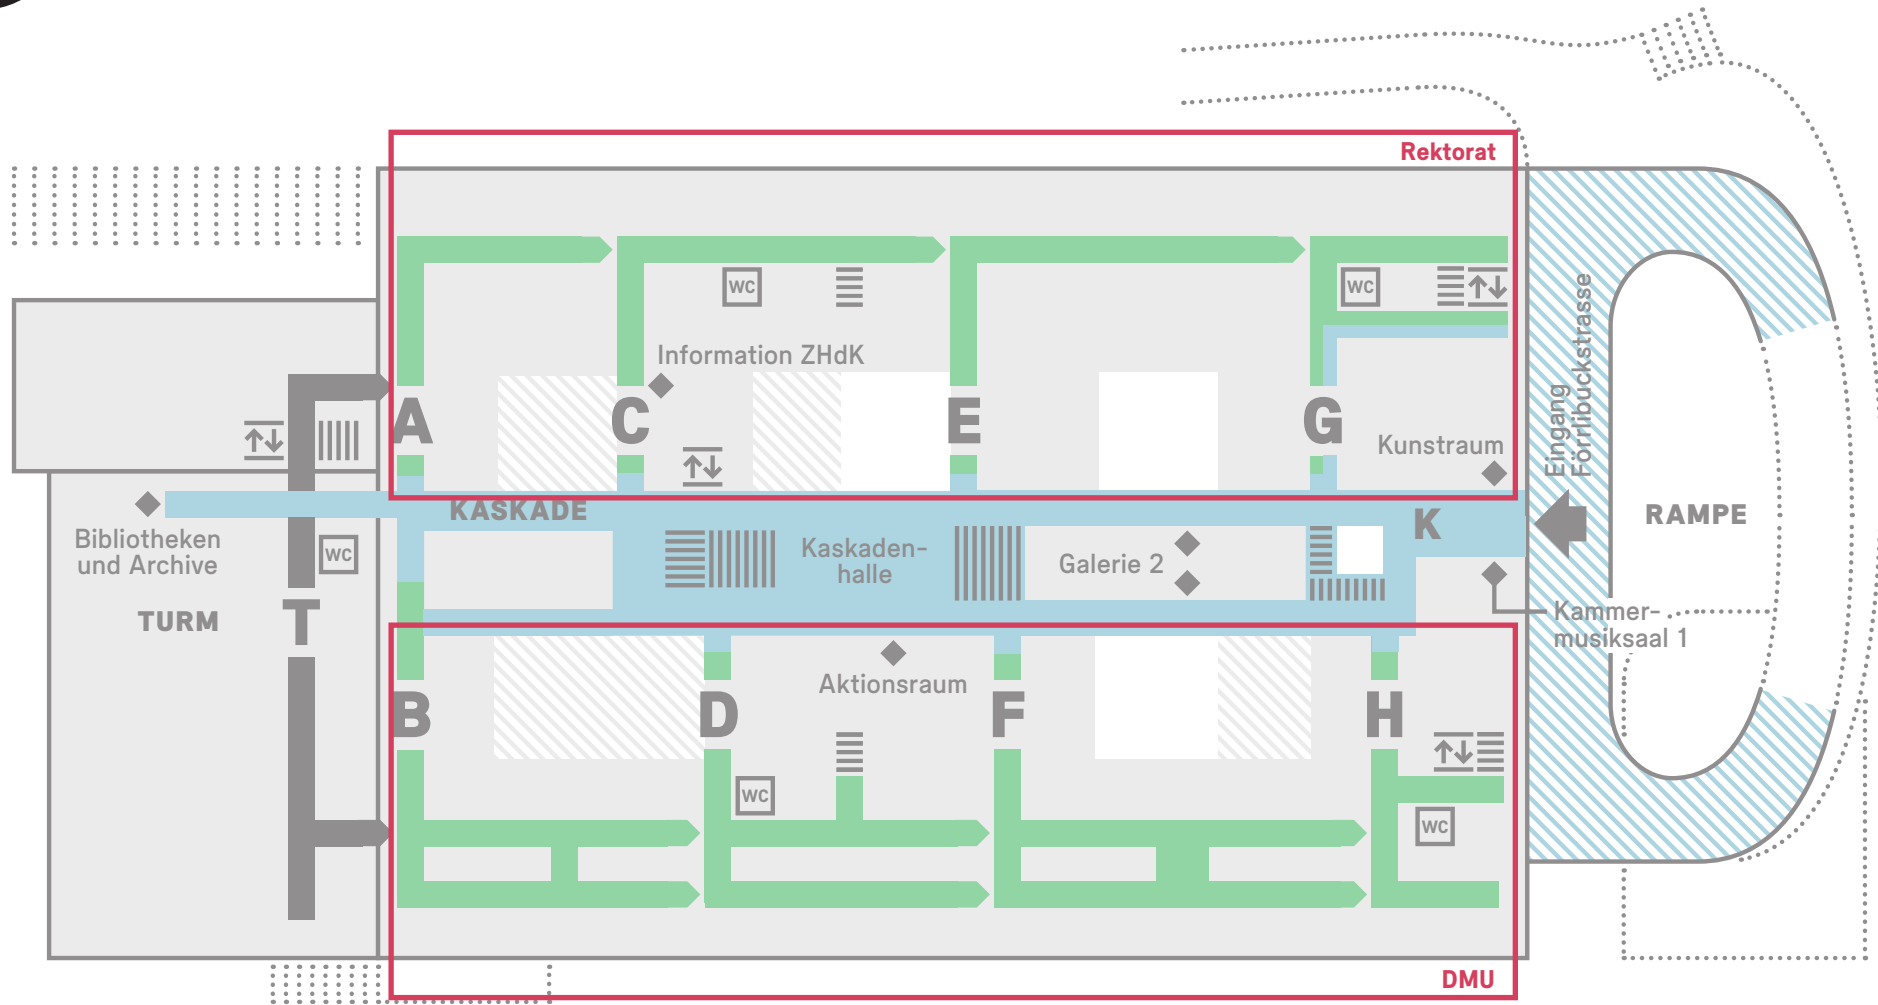 Rektorat
WC
WC
Information ZHdK
A
C
E
G
Kunstraum
Eingang
Förrlibuckstrasse
KASKADE
K
RAMPE
Bibliotheken
und Archive
WC
Kaskaden-
halle
Galerie 2
TURM
T
Kammer-
musiksaal 1
Aktionsraum
B
D
F
H
WC
WC
DMU